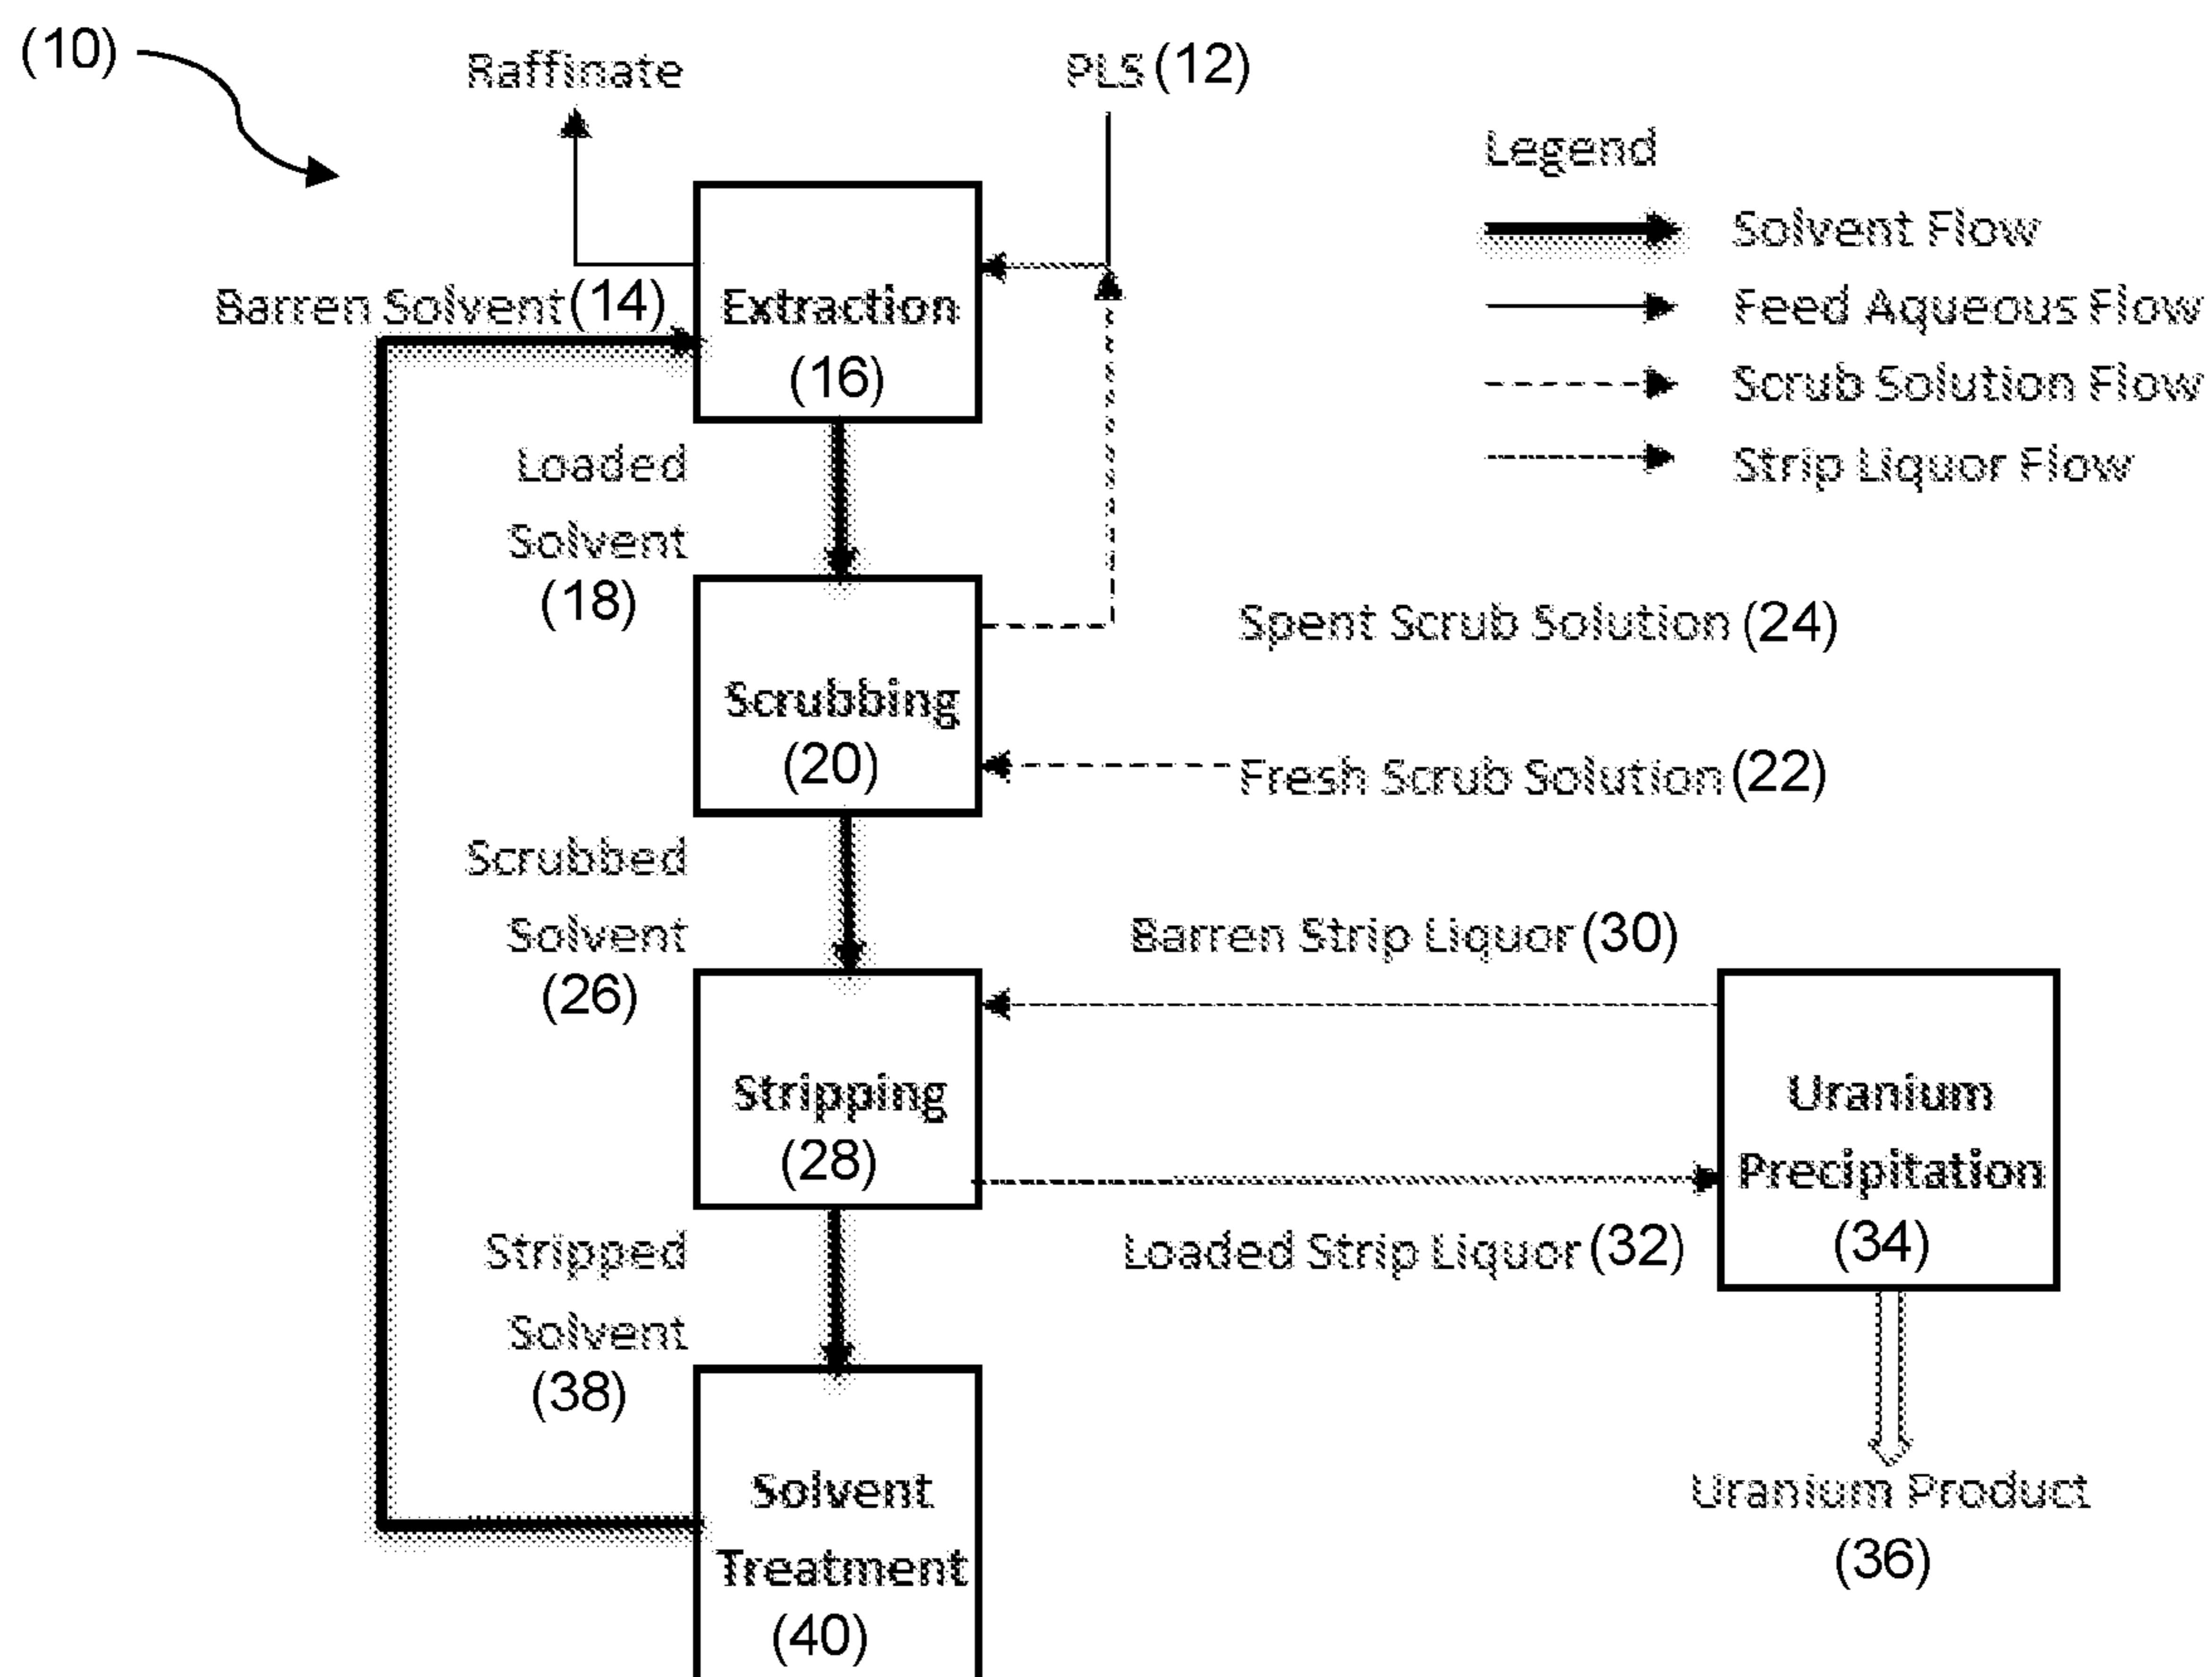 (10)
Raffinate
PLS (12)
Legend
Solvent Flow
Feed Aqueous Flow
Scrub Solution Flow
Strip Liquor Flow
Barren Solvent (14)
Extraction
(16)
Loaded
Solvent
(18)
Scrubbing
(20)
Spent Scrub Solution (24)
Fresh Scrub Solution (22)
Scrubbed
Solvent
(26)
Barren Strip Liquor (30)
Stripping
(28)
Uranium
Precipitation
(34)
Loaded Strip Liquor (32)
Stripped
Solvent
(38)
Solvent
Treatment
(40)
Uranium Product
(36)